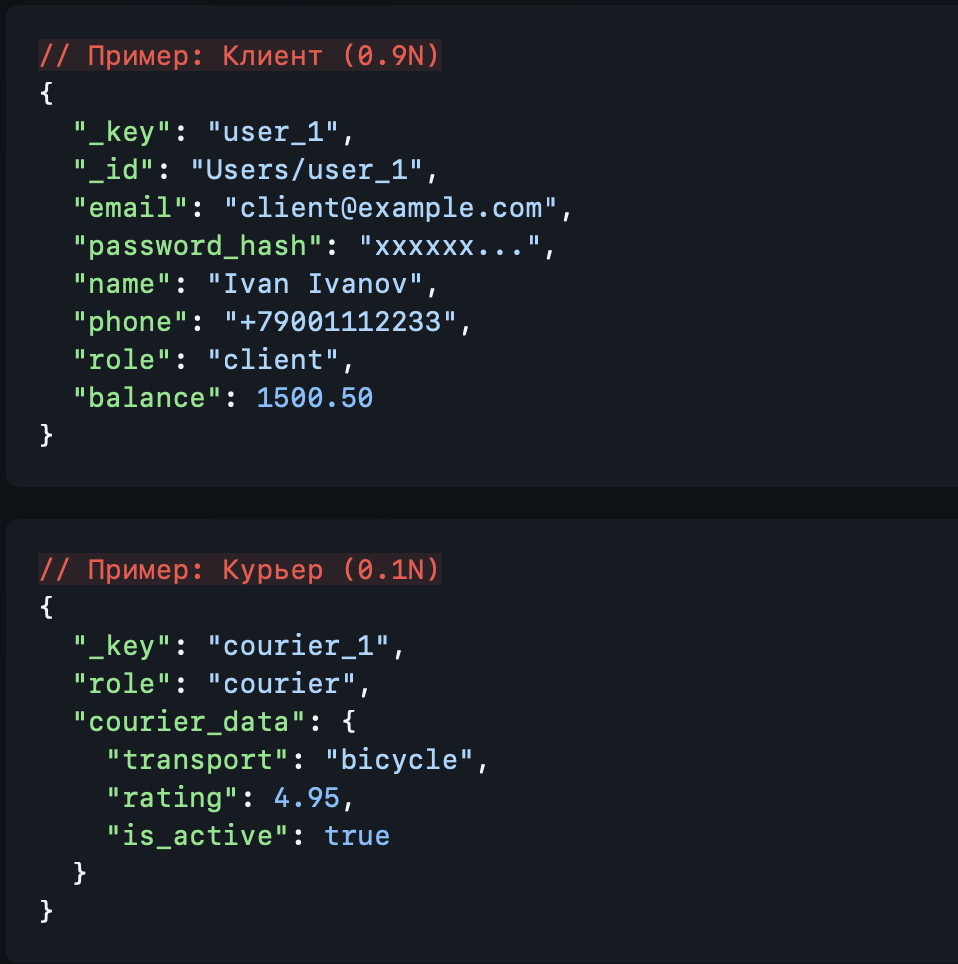 // Пример: Клиент (0.9N)
{
  "_key": "user_1",
  "_id": "Users/user_1",
  "email": "client@example.com",
  "password_hash": "xxxxxx...",
  "name": "Ivan Ivanov",
  "phone": "+79001112233",
  "role": "client",
  "balance": 1500.50
}
// Пример: Курьер (0.1N)
{
  "_key": "courier_1",
  "role": "courier",
  "courier_data": {
    "transport": "bicycle",
    "rating": 4.95,
    "is_active": true
  }
}